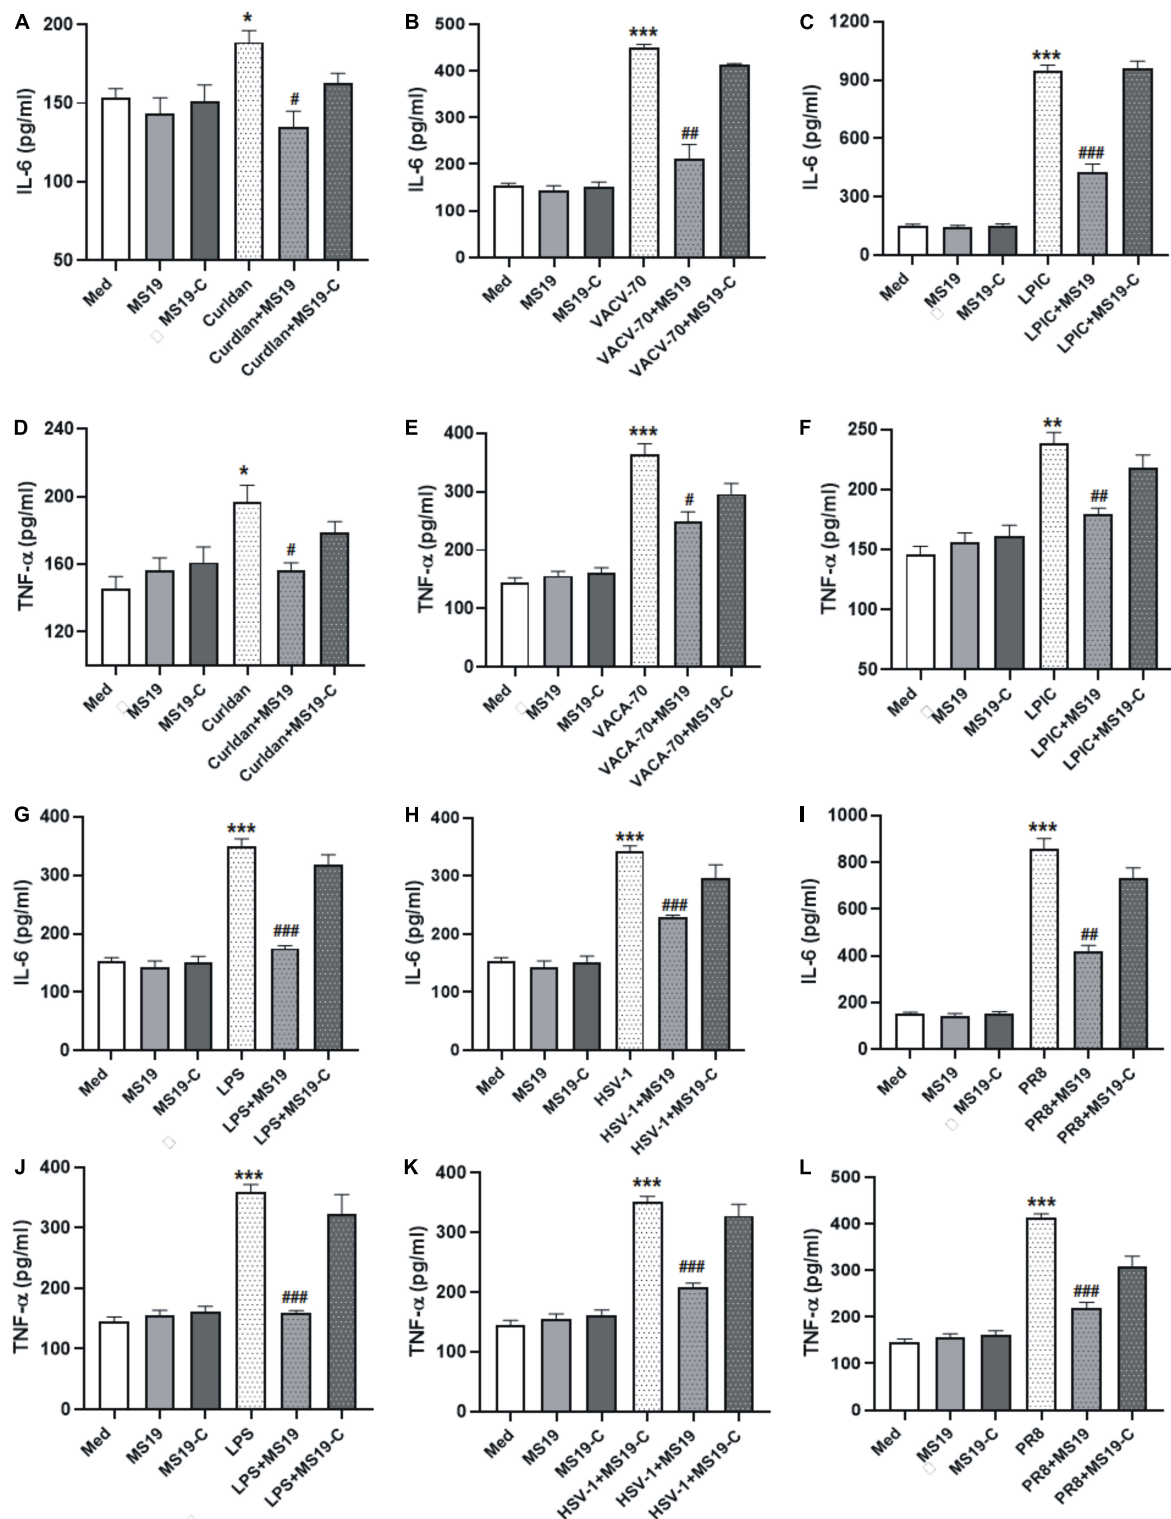 A
IL-6 (pg/ml)
200
150
100
50
*
#
Med
MS19
MS19-C
Curldan
Curdlan+MS19
Curdlan+MS19-C
B
IL-6 (pg/ml)
500
400
300
200
100
0
***
##
Med
MS19
MS19-C
VACV-70
VACV-70+MS19
VACV-70+MS19-C
C
IL-6 (pg/ml)
1200
900
600
300
0
***
###
Med
MS19
MS19-C
LPIC
LPIC+MS19
LPIC+MS19-C
D
TNF-α (pg/ml)
240
200
160
120
*
#
Med
MS19
MS19-C
Curldan
Curldan+MS19
Curldan+MS19-C
E
TNF-α (pg/ml)
400
300
200
100
0
***
#
Med
MS19
MS19-C
VACA-70
VACA-70+MS19
VACA-70+MS19-C
F
TNF-α (pg/ml)
250
200
150
100
50
**
##
Med
MS19
MS19-C
LPIC
LPIC+MS19
LPIC+MS19-C
G
IL-6 (pg/ml)
400
300
200
100
0
***
###
Med
MS19
MS19-C
LPS
LPS+MS19
LPS+MS19-C
H
IL-6 (pg/ml)
400
300
200
100
0
***
###
Med
MS19
MS19-C
HSV-1
HSV-1+MS19
HSV-1+MS19-C
I
IL-6 (pg/ml)
1000
800
600
400
200
0
***
##
Med
MS19
MS19-C
PR8
PR8+MS19
PR8+MS19-C
J
TNF-α (pg/ml)
400
300
200
100
0
***
###
Med
MS19
MS19-C
LPS
LPS+MS19
LPS+MS19-C
K
TNF-α (pg/ml)
400
300
200
100
0
***
###
Med
MS19
MS19-C
HSV-1+MS19-C
HSV-1+MS19
HSV-1+MS19-C
L
TNF-α (pg/ml)
500
400
300
200
100
0
***
###
Med
MS19
MS19-C
PR8
PR8+MS19
PR8+MS19-C